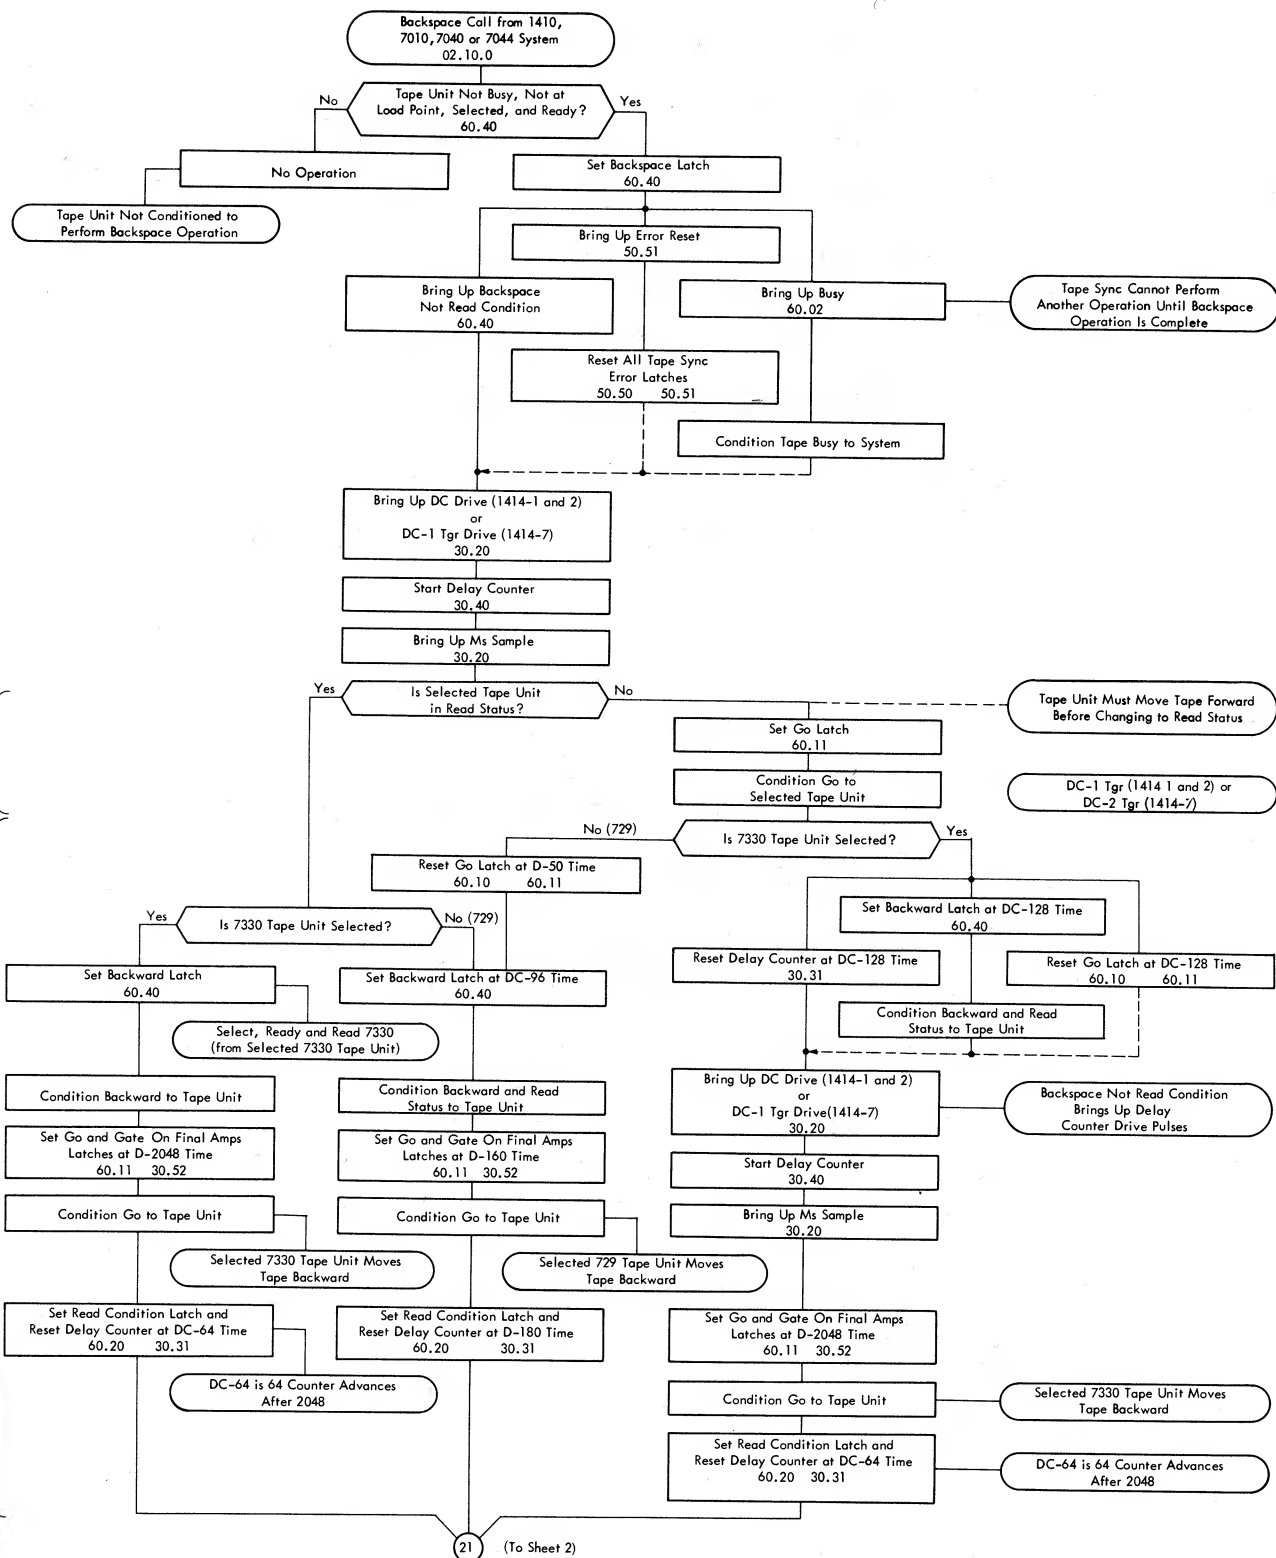 Backspace Call from 1410,
7010, 7040 or 7044 System
02.10.0
Tape Unit Not Busy, Not at
Load Point, Selected, and Ready?
60.40
No
Yes
No Operation
Set Backspace Latch
60.40
Tape Unit Not Conditioned to
Perform Backspace Operation
Bring Up Error Reset
50.51
Bring Up Backspace
Not Read Condition
60.40
Bring Up Busy
60.02
Tape Sync Cannot Perform
Another Operation Until Backspace
Operation Is Complete
Reset All Tape Sync
Error Latches
50.50 50.51
Condition Tape Busy to System
Bring Up DC Drive (1414-1 and 2)
or
DC-1 Tgr Drive (1414-7)
30.20
Start Delay Counter
30.40
Bring Up Ms Sample
30.20
Yes
Is Selected Tape Unit
in Read Status?
No
Tape Unit Must Move Tape Forward
Before Changing to Read Status
Set Go Latch
60.11
Condition Go to
Selected Tape Unit
DC-1 Tgr (1414 1 and 2) or
DC-2 Tgr (1414-7)
No (729)
Is 7330 Tape Unit Selected?
Yes
Reset Go Latch at D-50 Time
60.10 60.11
Yes
Is 7330 Tape Unit Selected?
No (729)
Set Backward Latch at DC-128 Time
60.40
Set Backward Latch
60.40
Set Backward Latch at DC-96 Time
60.40
Reset Delay Counter at DC-128 Time
30.31
Reset Go Latch at DC-128 Time
60.10 60.11
Select, Ready and Read 7330
(from Selected 7330 Tape Unit)
Condition Backward and Read
Status to Tape Unit
Condition Backward to Tape Unit
Condition Backward and Read
Status to Tape Unit
Bring Up DC Drive (1414-1 and 2)
or
DC-1 Tgr Drive(1414-7)
30.20
Backspace Not Read Condition
Brings Up Delay
Counter Drive Pulses
Set Go and Gate On Final Amps
Latches at D-2048 Time
60.11 30.52
Set Go and Gate On Final Amps
Latches at D-160 Time
60.11 30.52
Start Delay Counter
30.40
Condition Go to Tape Unit
Condition Go to Tape Unit
Bring Up Ms Sample
30.20
Selected 7330 Tape Unit Moves
Tape Backward
Selected 729 Tape Unit Moves
Tape Backward
Set Read Condition Latch and
Reset Delay Counter at DC-64 Time
60.20 30.31
Set Read Condition Latch and
Reset Delay Counter at D-180 Time
60.20 30.31
Set Go and Gate On Final Amps
Latches at D-2048 Time
60.11 30.52
DC-64 is 64 Counter Advances
After 2048
Condition Go to Tape Unit
Selected 7330 Tape Unit Moves
Tape Backward
Set Read Condition Latch and
Reset Delay Counter at DC-64 Time
60.20 30.31
DC-64 is 64 Counter Advances
After 2048
21
(To Sheet 2)